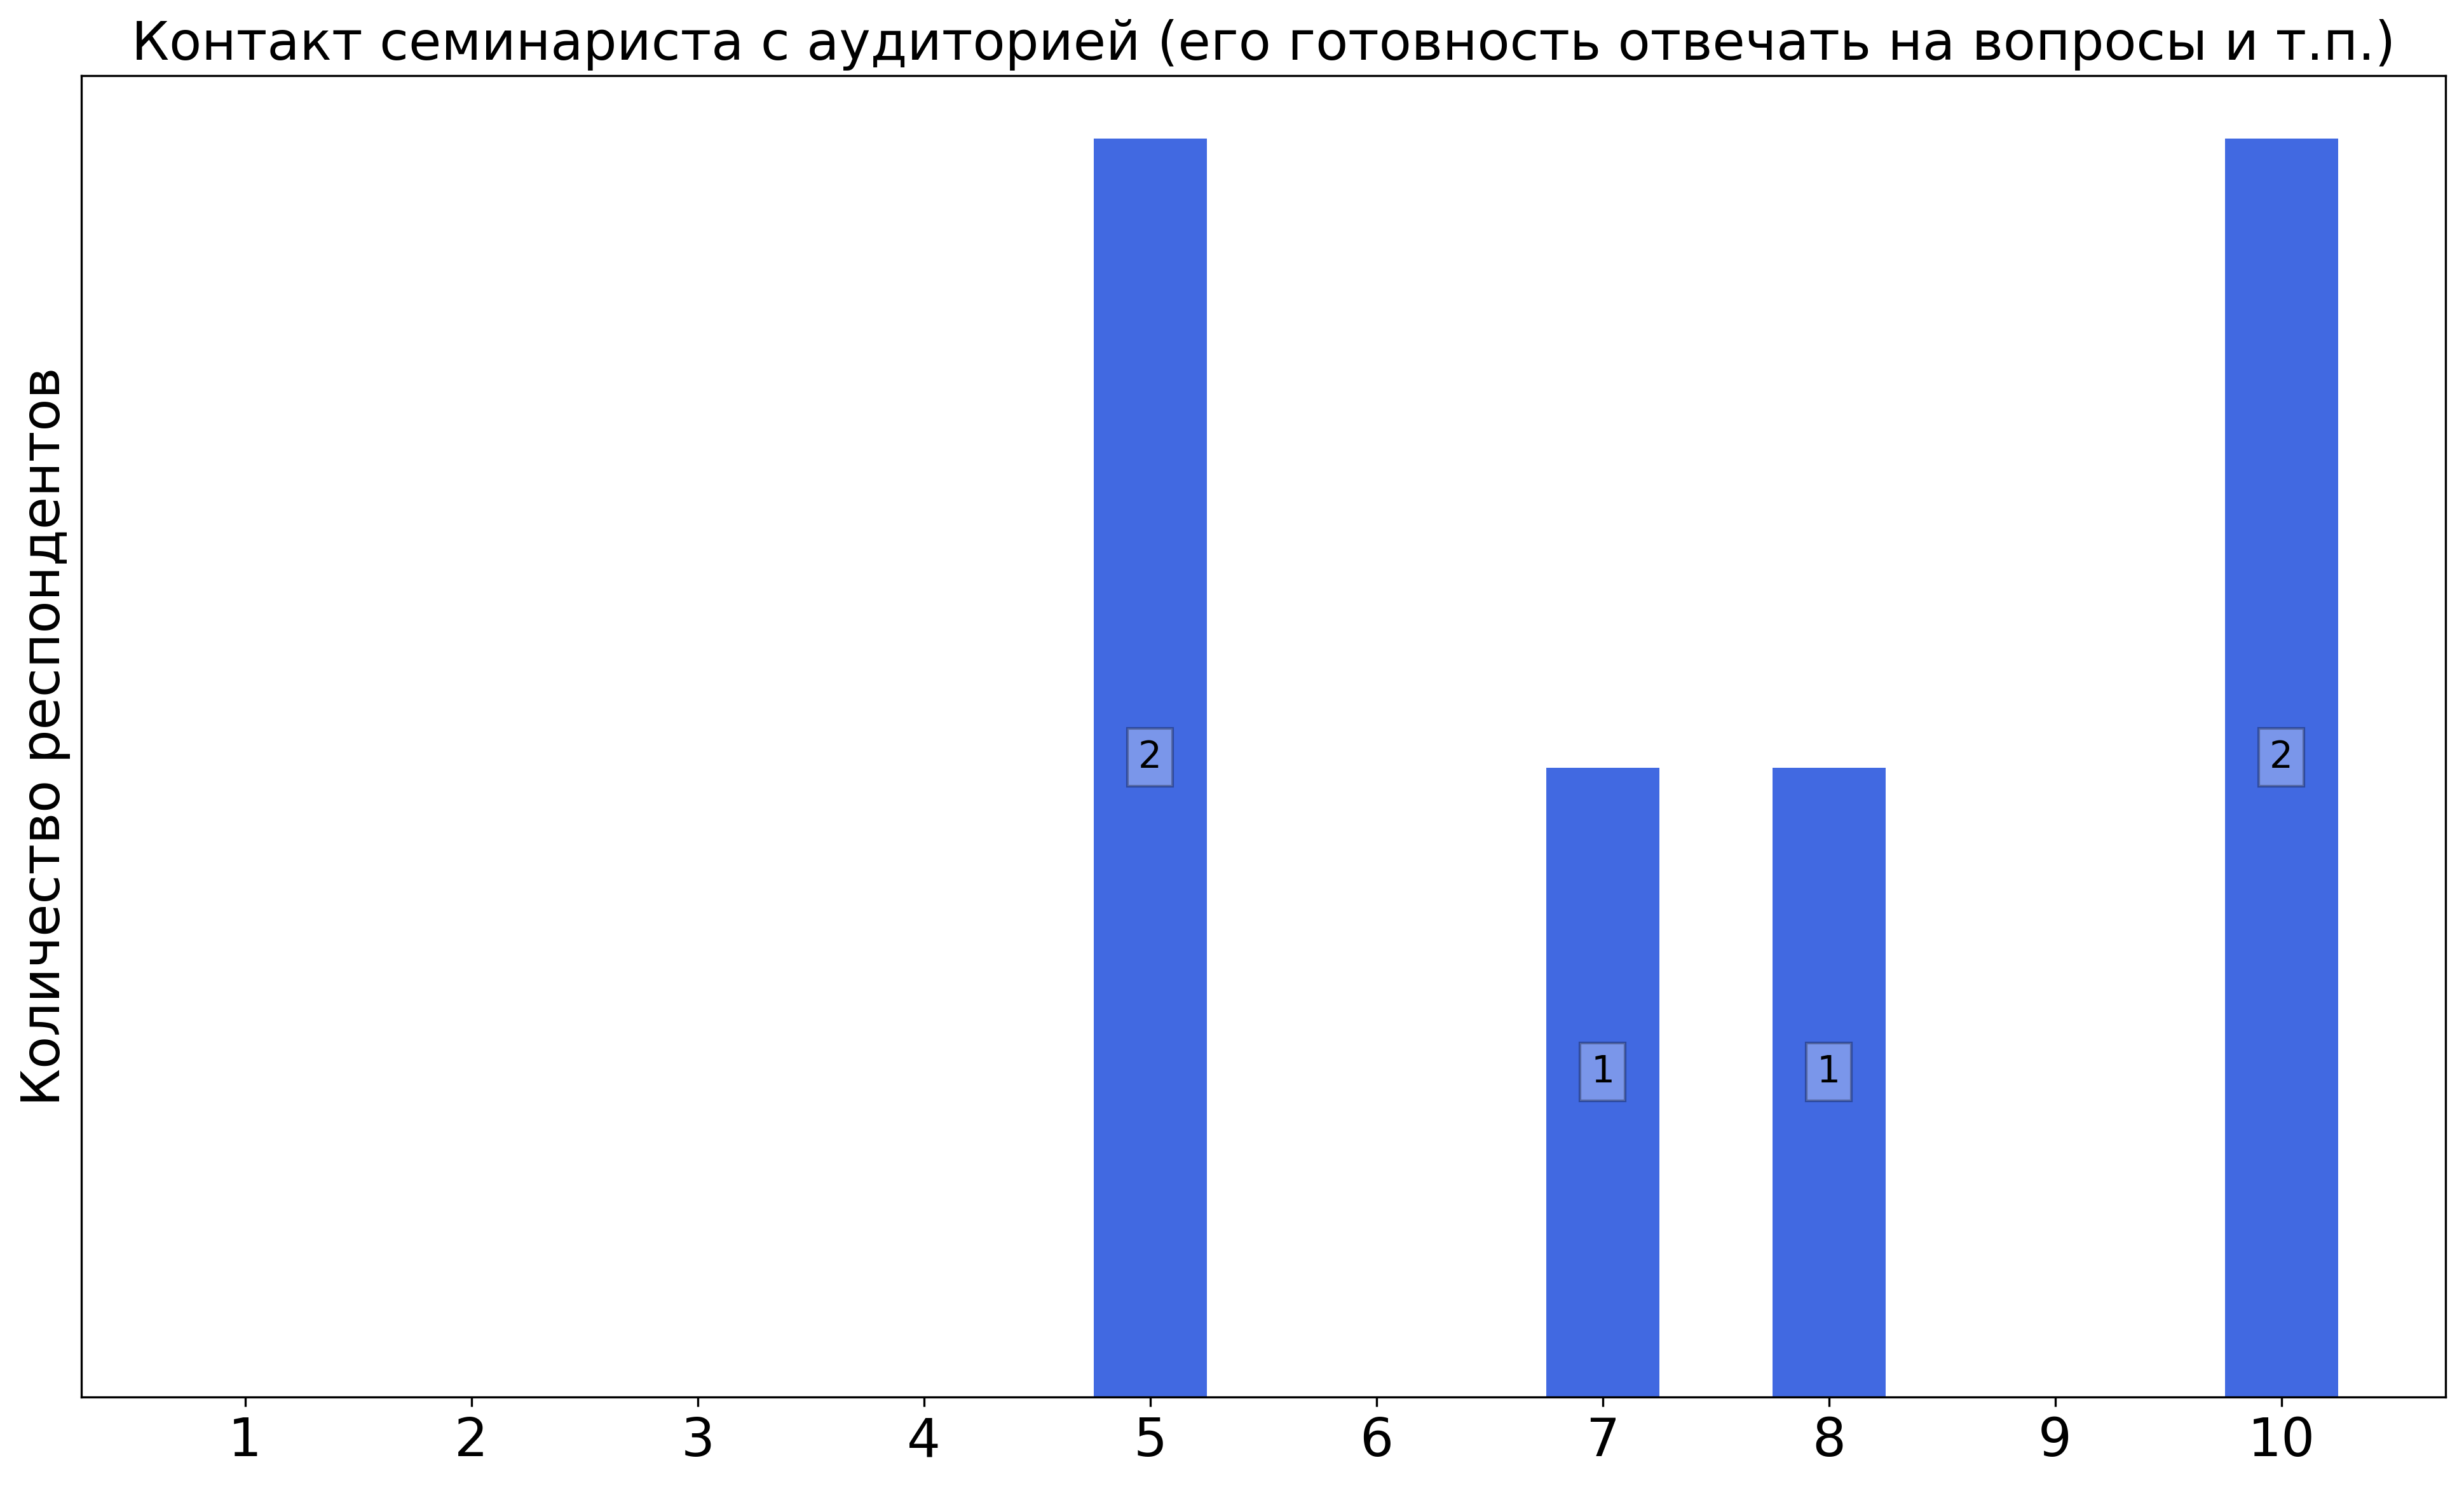 Контакт семинариста с аудиторией (его готовность отвечать на вопросы и т.п.)
Количество респондентов
2
2
1
1
1 2 3 4 5 6 7 8 9 10